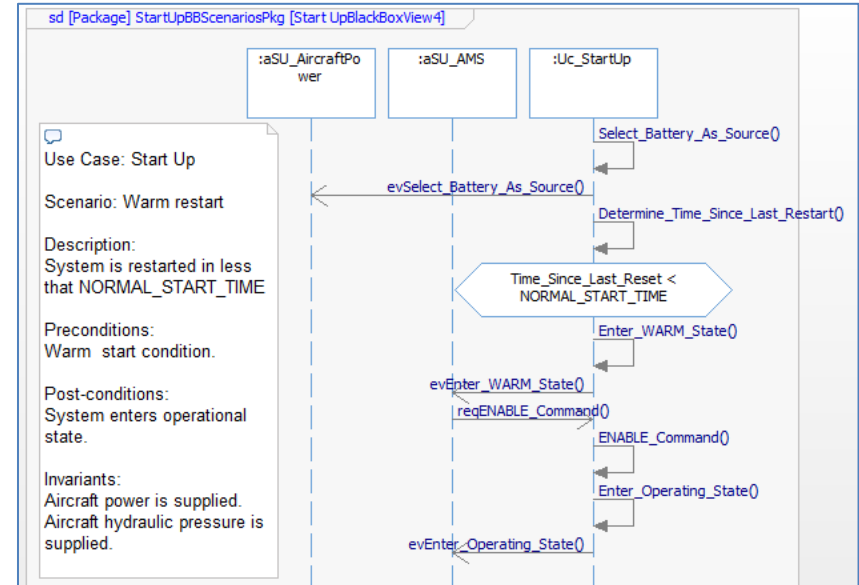 sd [Package] StartUpBBScenariosPkg [Start UpBlackBoxView4]
:aSU_AircraftPo
wer
:aSU_AMS
:Uc_StartUp
Use Case: Start Up
Scenario: Warm restart
Description:
System is restarted in less
that NORMAL_START_TIME
Preconditions:
Warm  start condition.
Post-conditions:
System enters operational
state.
Invariants:
Aircraft power is supplied.
Aircraft hydraulic pressure is
supplied.
Select_Battery_As_Source()
evSelect_Battery_As_Source()
Determine_Time_Since_Last_Restart()
Time_Since_Last_Reset <
NORMAL_START_TIME
Enter_WARM_State()
evEnter_WARM_State()
reqENABLE_Command()
ENABLE_Command()
Enter_Operating_State()
evEnter_Operating_State()